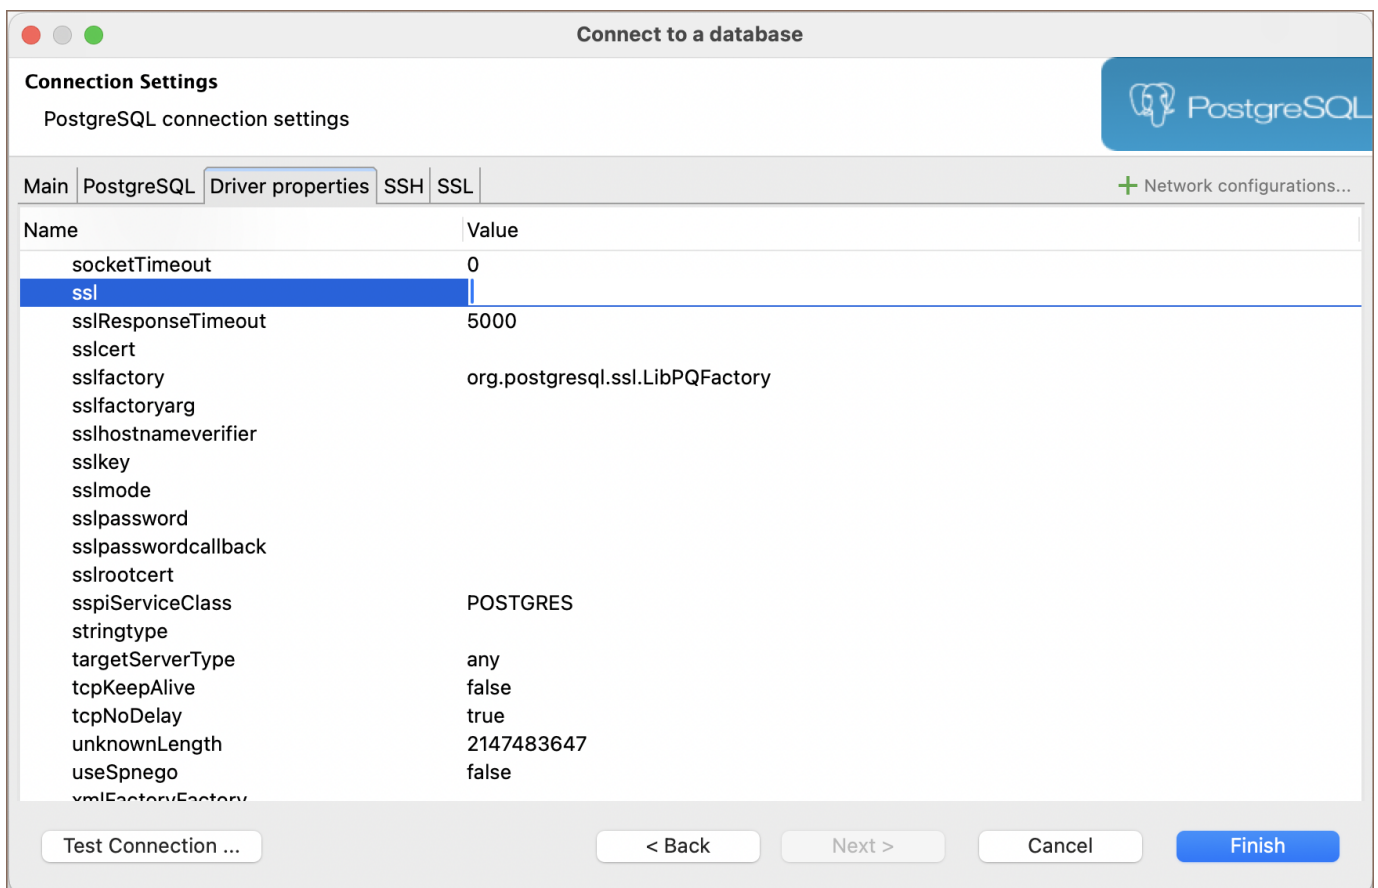 Connect to a database
Connection Settings
PostgreSQL connection settings
PostgreSQL
Main PostgreSQL Driver properties SSH SSL Network configurations...
Name Value
socketTimeout 0
ssl
sslResponseTimeout 5000
sslcert
sslfactory org.postgresql.ssl.LibPQFactory
sslfactoryarg
sslhostnameverifier
sslkey
sslmode
sslpassword
sslpasswordcallback
sslrootcert
sspiServiceClass POSTGRES
stringtype
targetServerType any
tcpKeepAlive false
tcpNoDelay true
unknownLength 2147483647
useSpnego false
xmlFactoryFactory
Test Connection ... < Back Next > Cancel Finish